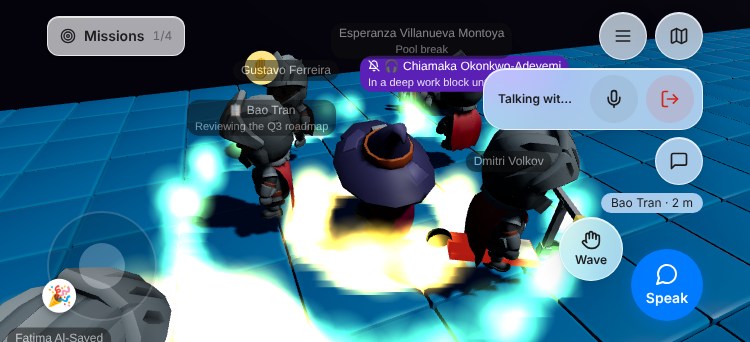 Missions 1/4
Esperanza Villanueva Montoya
Pool break
Gustavo Ferreira
Chiamaka Okonkwo-Adeyemi
In a deep work block un
Talking wit...
Bao Tran
Reviewing the Q3 roadmap
Dmitri Volkov
Bao Tran · 2 m
Wave
Speak
Fatima Al-Sayed